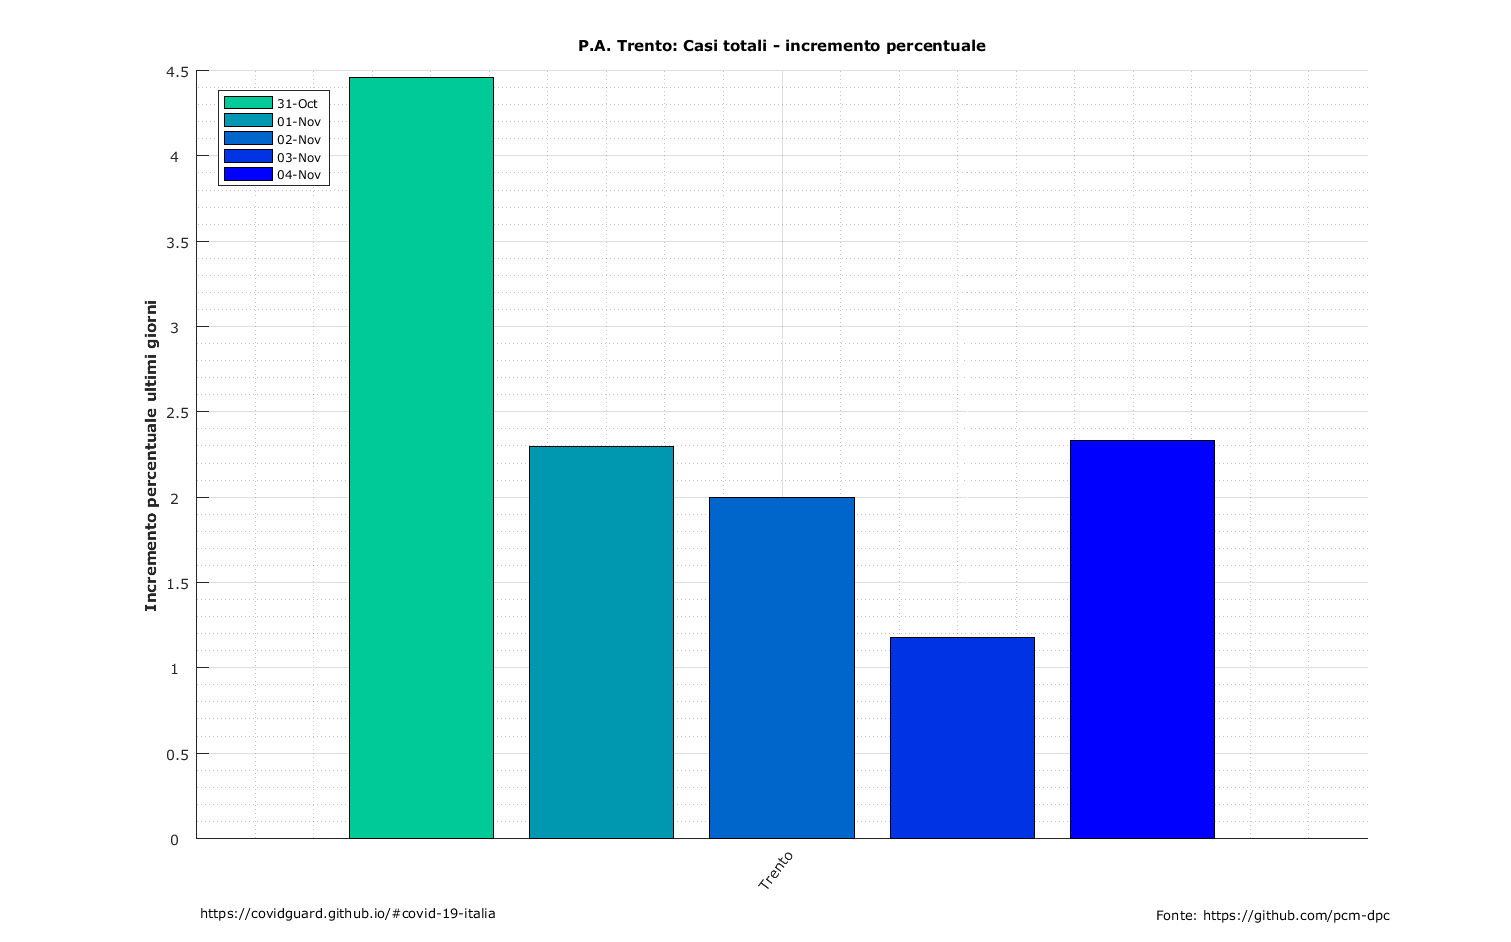 P.A. Trento: Casi totali - incremento percentuale
Incremento percentuale ultimi giorni
4.5
4
3.5
3
2.5
2
1.5
1
0.5
0
31-Oct
01-Nov
02-Nov
03-Nov
04-Nov
Trento
https://covidguard.github.io/#covid-19-italia
Fonte: https://github.com/pcm-dpc